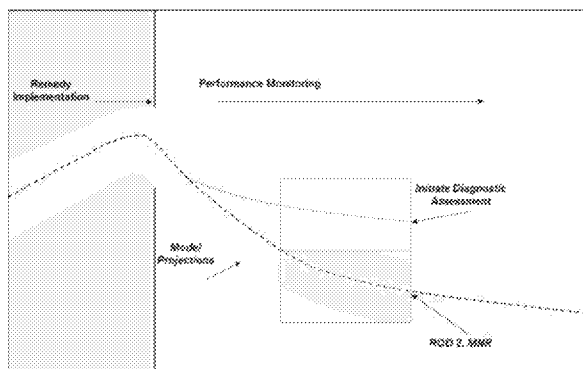 Remedy
Implementation
Performance Monitoring
Initiate Diagnostic
Assessment
Model
Projections
ROD 2, MNR